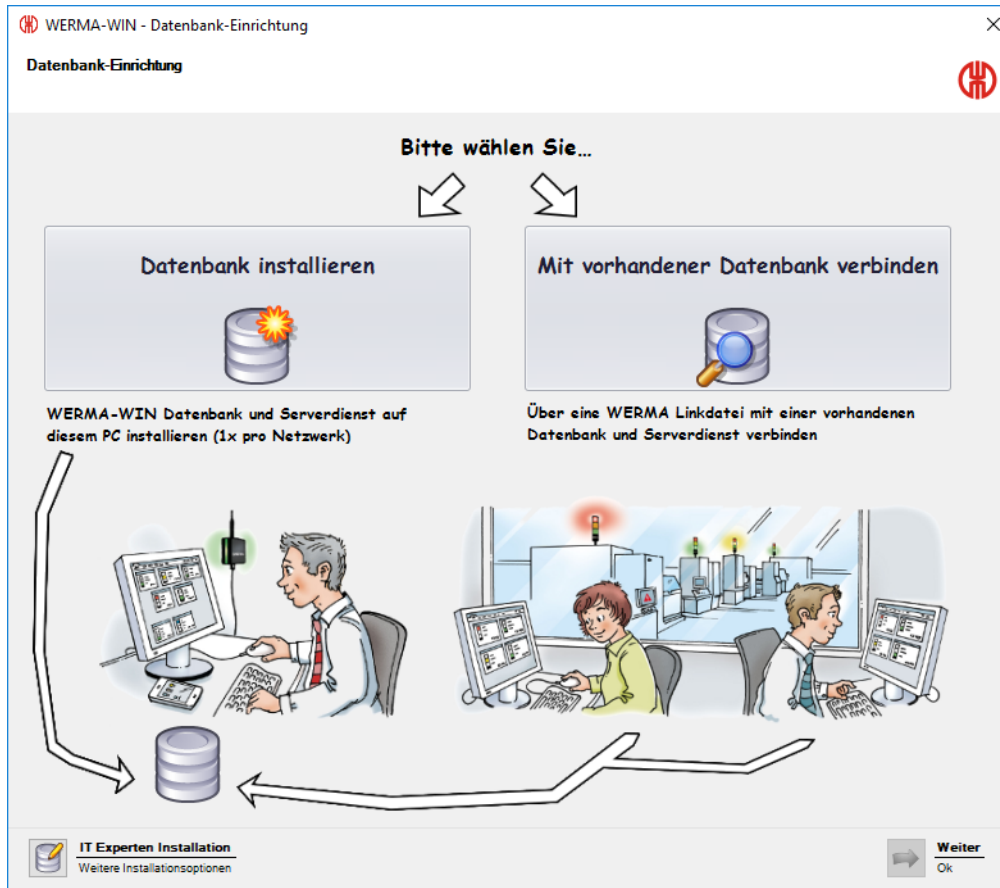 WERMA-WIN - Datenbank-Einrichtung
Datenbank-Einrichtung
Bitte wählen Sie...
Datenbank installieren
Mit vorhandener Datenbank verbinden
WERMA-WIN Datenbank und Serverdienst auf
diesem PC installieren (1x pro Netzwerk)
Über eine WERMA Linkdatei mit einer vorhandenen
Datenbank und Serverdienst verbinden
IT Experten Installation
Weitere Installationsoptionen
Weiter
Ok